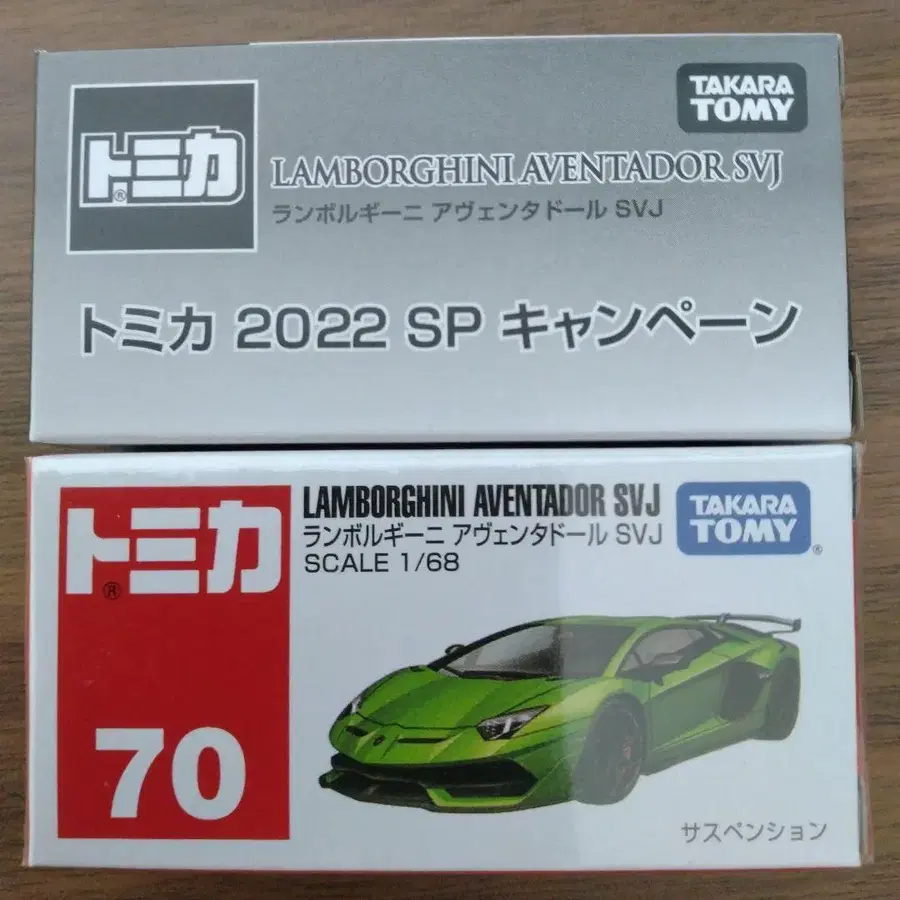 TAKARA
TOMY
トミカ
®
LAMBORGHINI AVENTADOR SVJ
ランボルギーニ アヴェンタドール SVJ
トミカ 2022 SP キャンペーン
トミカ
®
LAMBORGHINI AVENTADOR SVJ
ランボルギーニ アヴェンタドール SVJ
SCALE 1/68
TAKARA
TOMY
®
70
サスペンション